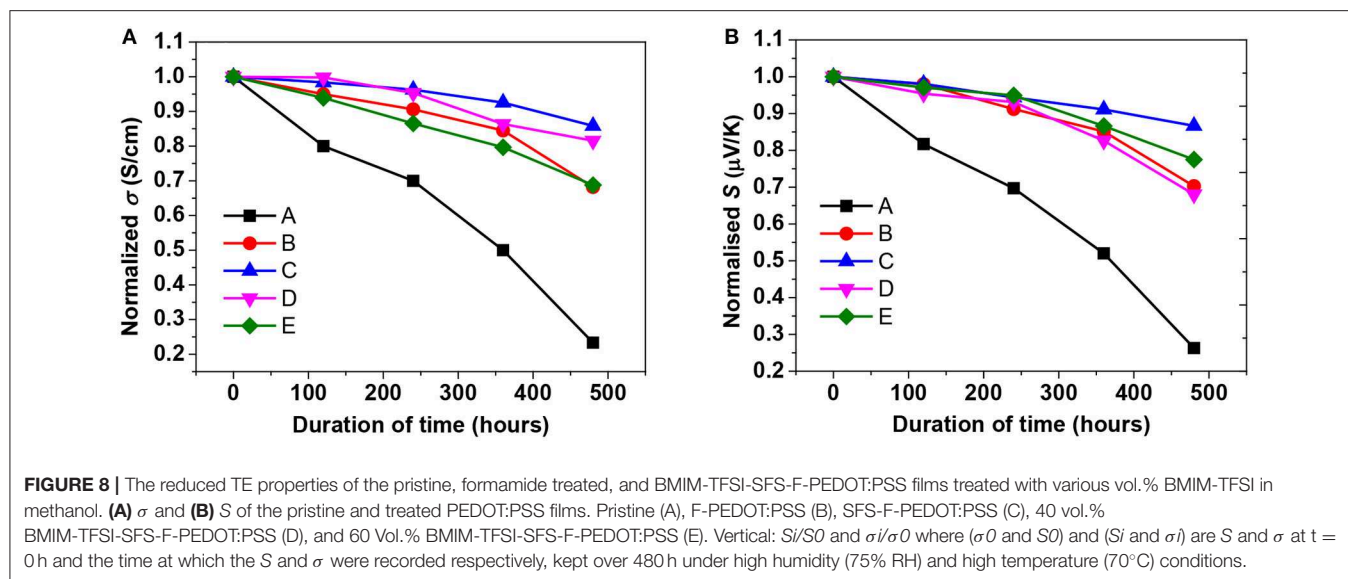 A
Normalized σ (S/cm)
1.1
1.0
0.9
0.8
0.7
0.6
0.5
0.4
0.3
0.2
A
B
C
D
E
0 100 200 300 400 500
Duration of time (hours)
B
Normalised S (μV/K)
1.1
1.0
0.9
0.8
0.7
0.6
0.5
0.4
0.3
0.2
A
B
C
D
E
0 100 200 300 400 500
Duration of time (hours)
FIGURE 8 | The reduced TE properties of the pristine, formamide treated, and BMIM-TFSI-SFS-F-PEDOT:PSS films treated with various vol.% BMIM-TFSI in
methanol. (A) σ and (B) S of the pristine and treated PEDOT:PSS films. Pristine (A), F-PEDOT:PSS (B), SFS-F-PEDOT:PSS (C), 40 vol.%
BMIM-TFSI-SFS-F-PEDOT:PSS (D), and 60 Vol.% BMIM-TFSI-SFS-F-PEDOT:PSS (E). Vertical: Si/S0 and σi/σ0 where (σ0 and S0) and (Si and σi) are S and σ at t =
0 h and the time at which the S and σ were recorded respectively, kept over 480 h under high humidity (75% RH) and high temperature (70°C) conditions.